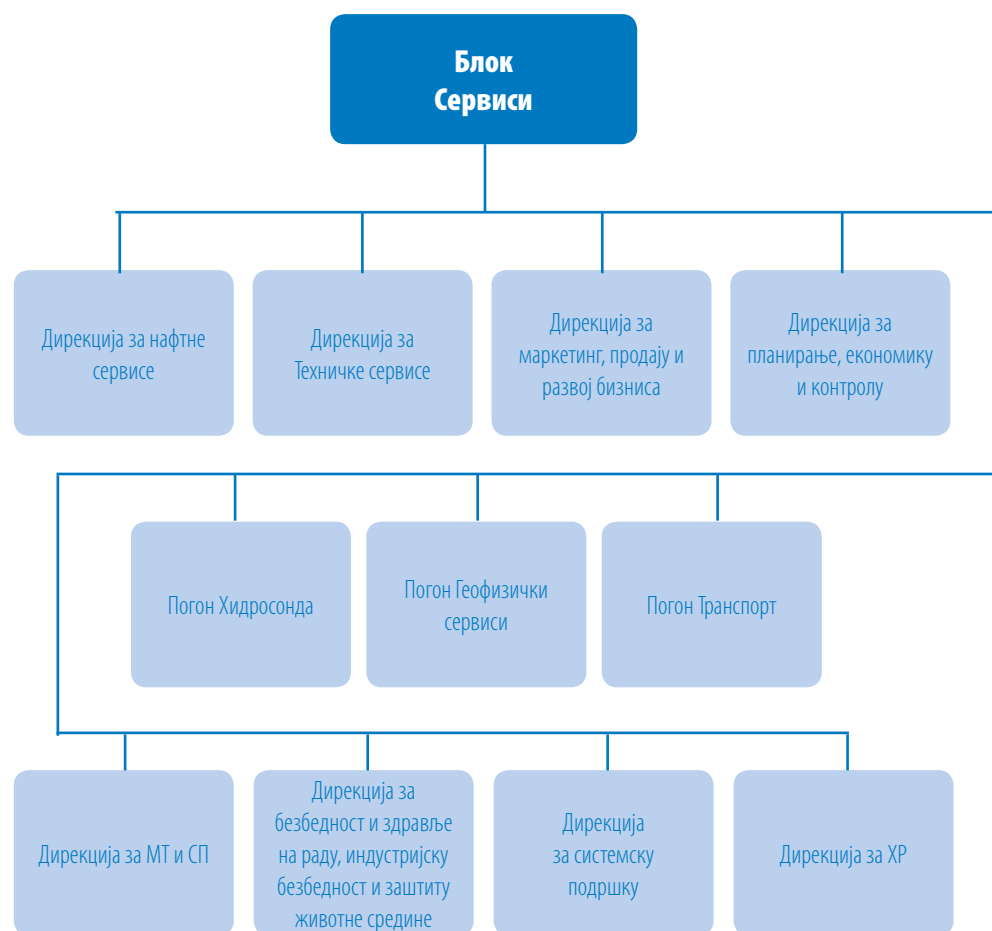 Блок
Сервиси
Дирекција за нафтне
сервисе
Дирекција за
Техничке сервисе
Дирекција за
маркетинг, продају и
развој бизниса
Дирекција за
планирање, економику
и контролу
Погон Хидросонда
Погон Геофизички
сервиси
Погон Транспорт
Дирекција за МТ и СП
Дирекција за
безбедност и здравље
на раду, индустријску
безбедност и заштиту
животне средине
Дирекција
за системску
подршку
Дирекција за ХР